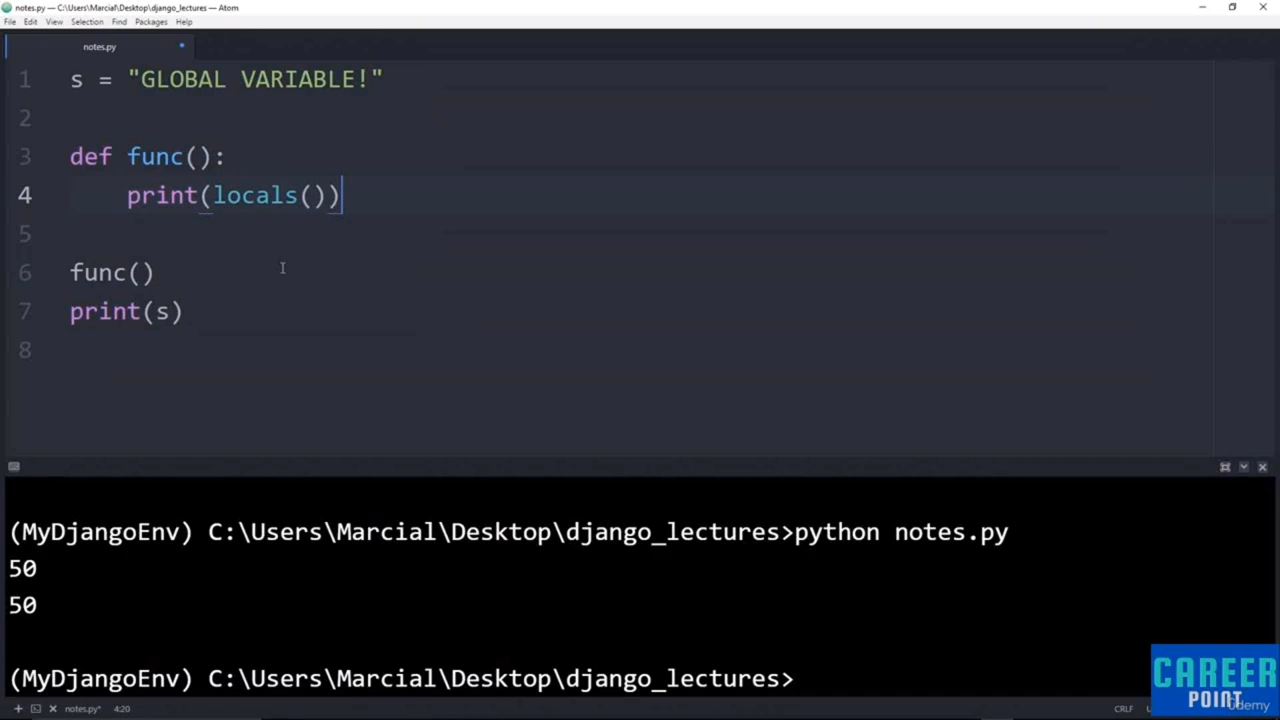 notes.py — C:\Users\Marcial\Desktop\django_lectures — Atom
File Edit View Selection Find Packages Help
notes.py
1 s = "GLOBAL VARIABLE!"
2
3 def func():
4 print(locals())
5
6 func()
7 print(s)
8
(MyDjangoEnv) C:\Users\Marcial\Desktop\django_lectures>python notes.py
50
50
(MyDjangoEnv) C:\Users\Marcial\Desktop\django_lectures>
CAREER
POINT
udemy
notes.py* 4:20 CRLF